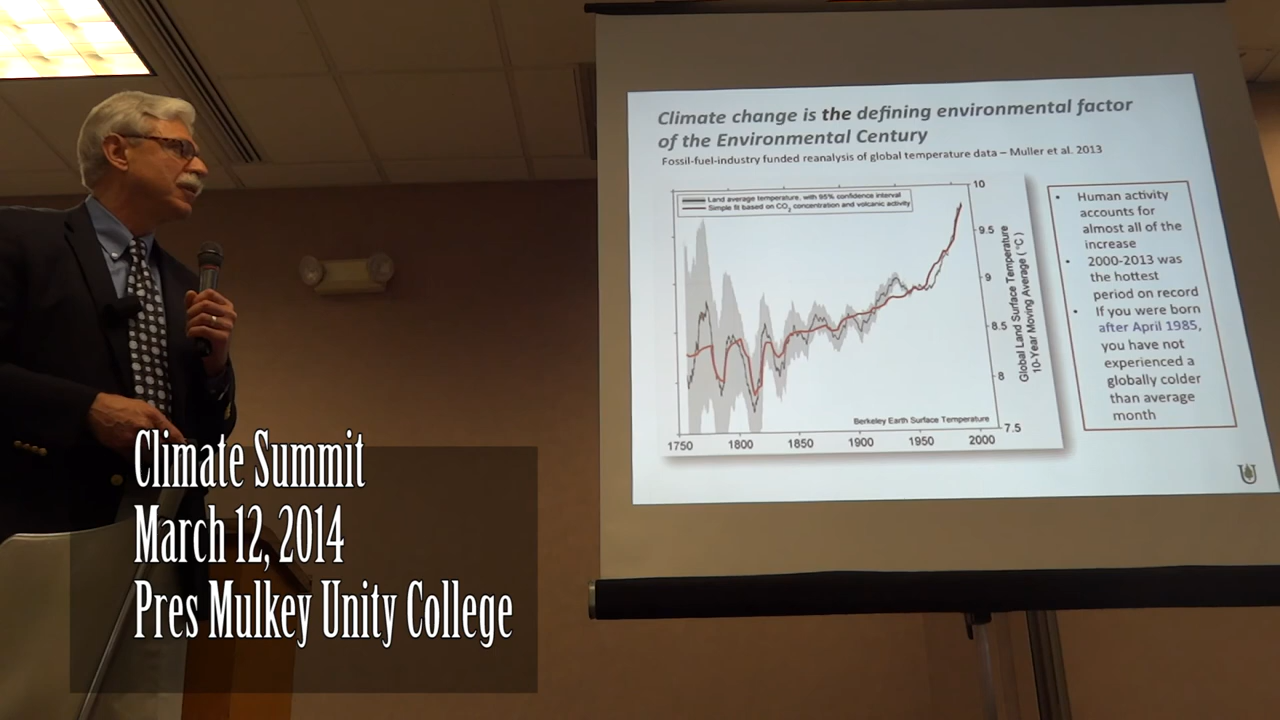 Climate change is the defining environmental factor
of the Environmental Century
Fossil-fuel-industry funded reanalysis of global temperature data – Muller et al. 2013
Land average temperature, with 95% confidence interval
Simple fit based on CO2 concentration and volcanic activity
10
9.5
9
8.5
8
7.5
Global Land Surface Temperature
10-Year Moving Average (°C)
Berkeley Earth Surface Temperature
1750 1800 1850 1900 1950 2000
• Human activity
accounts for
almost all of the
increase
• 2000-2013 was
the hottest
period on record
• If you were born
after April 1985,
you have not
experienced a
globally colder
than average
month
U
Climate Summit
March 12, 2014
Pres Mulkey Unity College